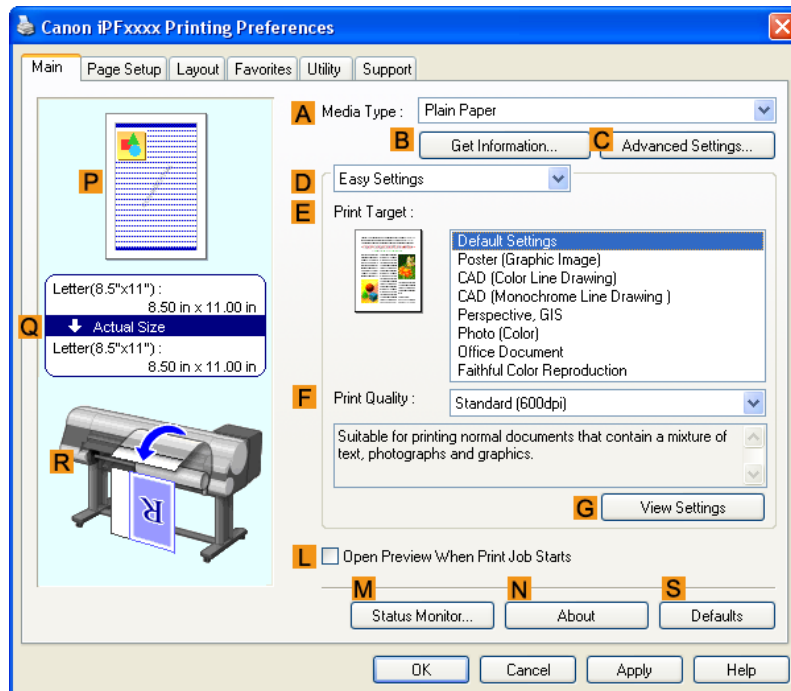 Canon iPFxxxx Printing Preferences
Main Page Setup Layout Favorites Utility Support
A Media Type : Plain Paper
B Get Information... C Advanced Settings...
P
D Easy Settings
E Print Target :
Default Settings
Poster (Graphic Image)
CAD (Color Line Drawing)
CAD (Monochrome Line Drawing )
Perspective, GIS
Photo (Color)
Office Document
Faithful Color Reproduction
Letter(8.5"x11") :
8.50 in x 11.00 in
Q Actual Size
Letter(8.5"x11") :
8.50 in x 11.00 in
F Print Quality : Standard (600dpi)
Suitable for printing normal documents that contain a mixture of
text, photographs and graphics.
R
R
G View Settings
L Open Preview When Print Job Starts
M N S
Status Monitor... About Defaults
OK Cancel Apply Help